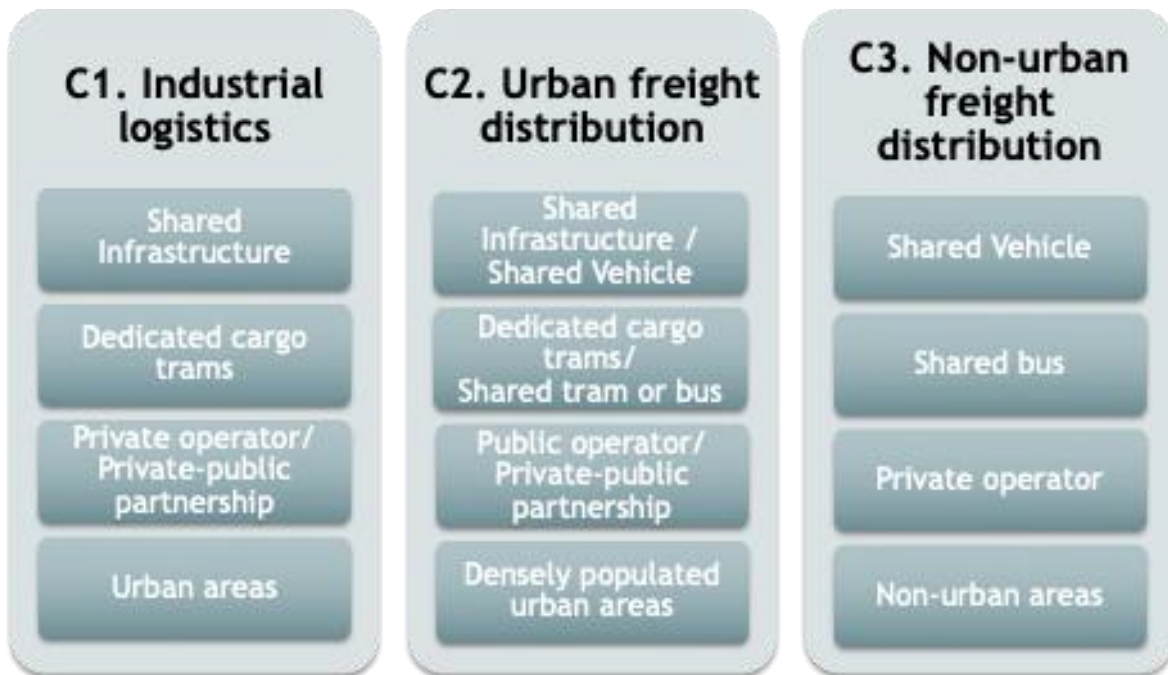 C1. Industrial
logistics
Shared
Infrastructure
Dedicated cargo
trams
Private operator/
Private-public
partnership
Urban areas
C2. Urban freight
distribution
Shared
Infrastructure /
Shared Vehicle
Dedicated cargo
trams/
Shared tram or bus
Public operator/
Private-public
partnership
Densely populated
urban areas
C3. Non-urban
freight
distribution
Shared Vehicle
Shared bus
Private operator
Non-urban areas